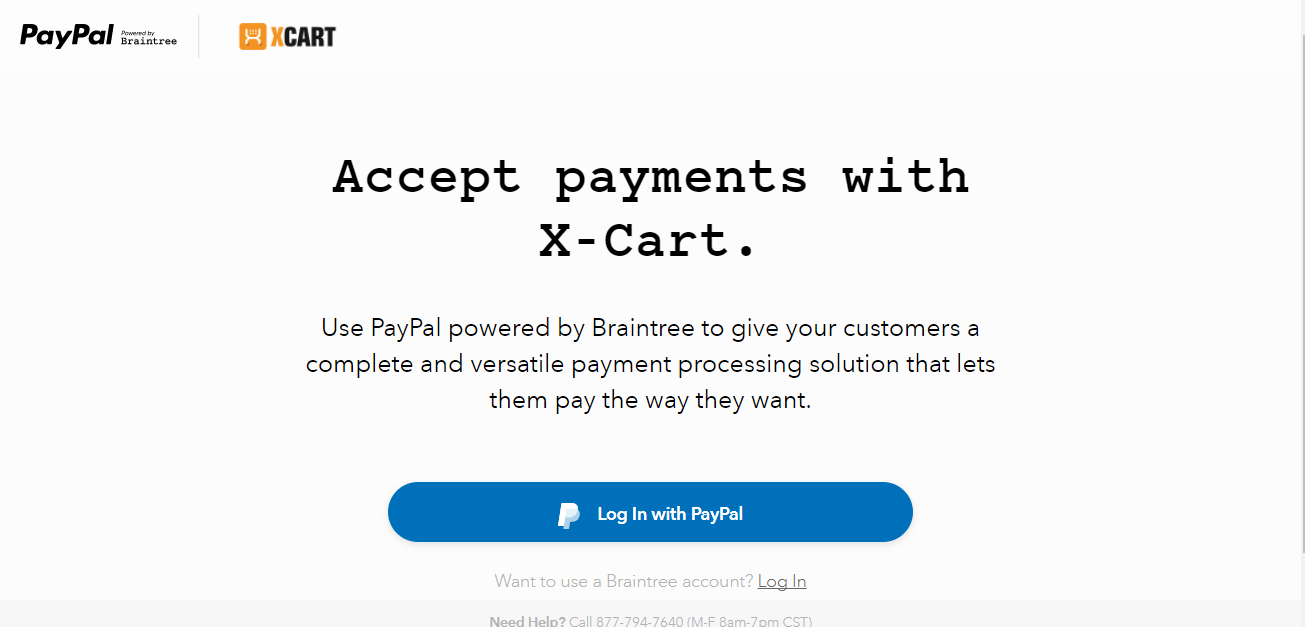 PayPal Powered by Braintree XCART
Accept payments with
X-Cart.
Use PayPal powered by Braintree to give your customers a
complete and versatile payment processing solution that lets
them pay the way they want.
Log In with PayPal
Want to use a Braintree account? Log In
Need Help? Call 877-794-7640 (M-F 8am-7pm CST)